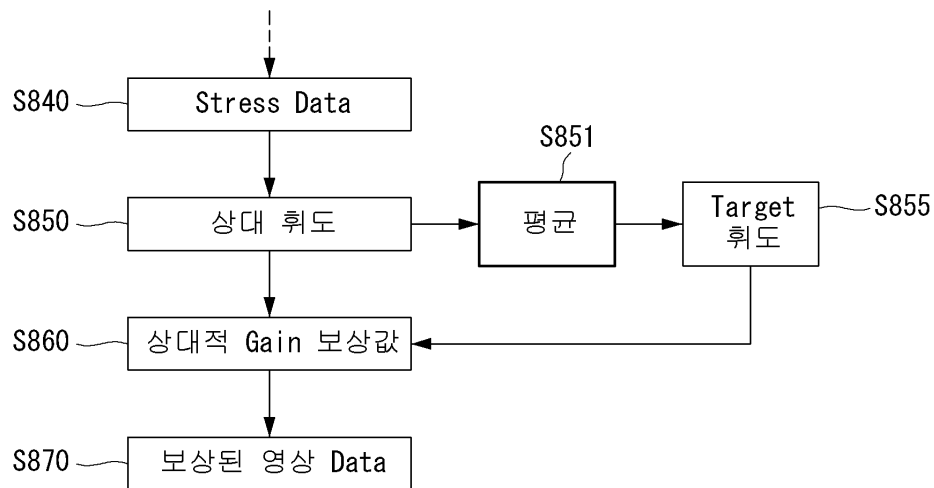 S840
Stress Data
S851
S850
상대 휘도
평균
Target
휘도
S855
S860
상대적 Gain 보상값
S870
보상된 영상 Data